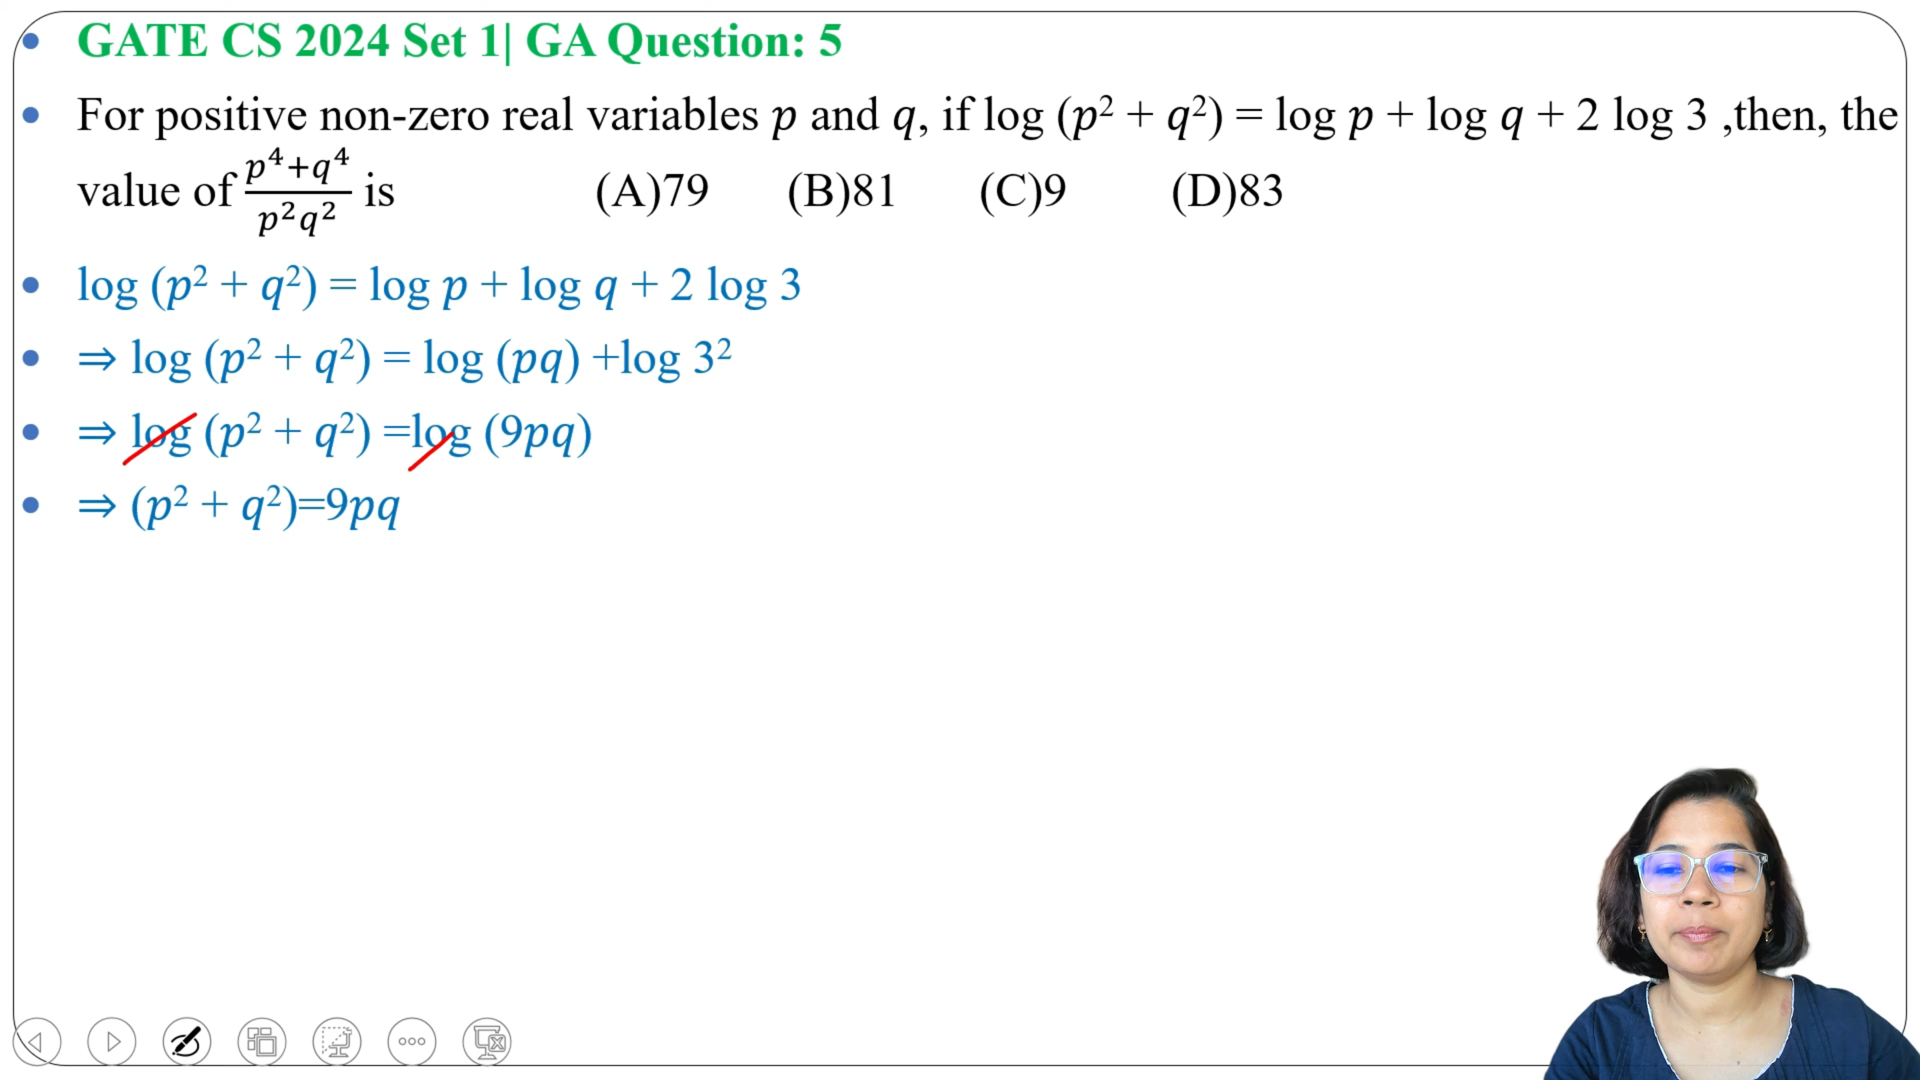 GATE CS 2024 Set 1| GA Question: 5
For positive non-zero real variables p and q, if log (p² + q²) = log p + log q + 2 log 3 ,then, the
value of (p⁴+q⁴)/(p²q²) is (A)79 (B)81 (C)9 (D)83
log (p² + q²) = log p + log q + 2 log 3
⇒ log (p² + q²) = log (pq) +log 3²
⇒ log (p² + q²) =log (9pq)
⇒ (p² + q²)=9pq